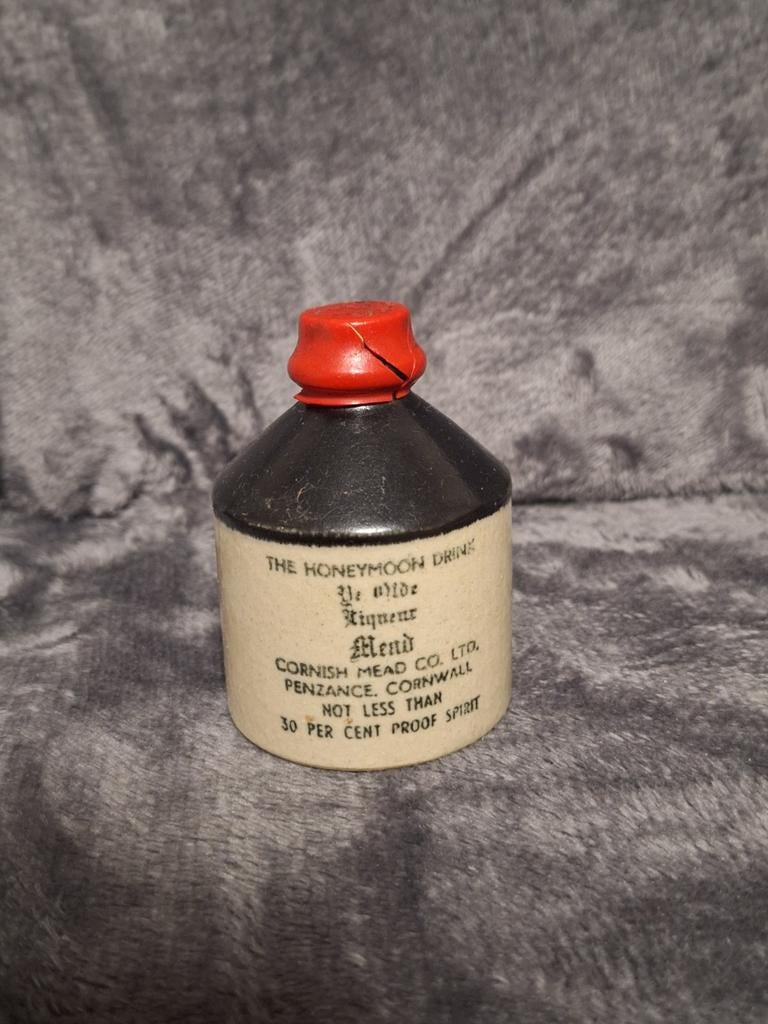 THE HONEYMOON DRINK
Ye Olde
Liqueur
Mead
CORNISH MEAD CO. LTD.
PENZANCE. CORNWALL
NOT LESS THAN
30 PER CENT PROOF SPIRIT